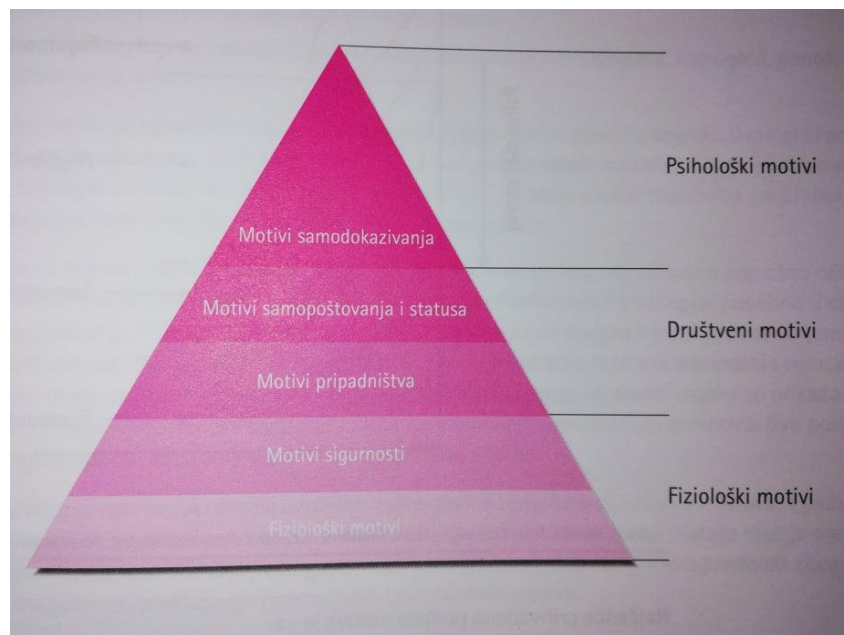 Psihološki motivi
Motivi samodokazivanja
Motivi samopoštovanja i statusa
Društveni motivi
Motivi pripadništva
Motivi sigurnosti
Fiziološki motivi
Fiziološki motivi